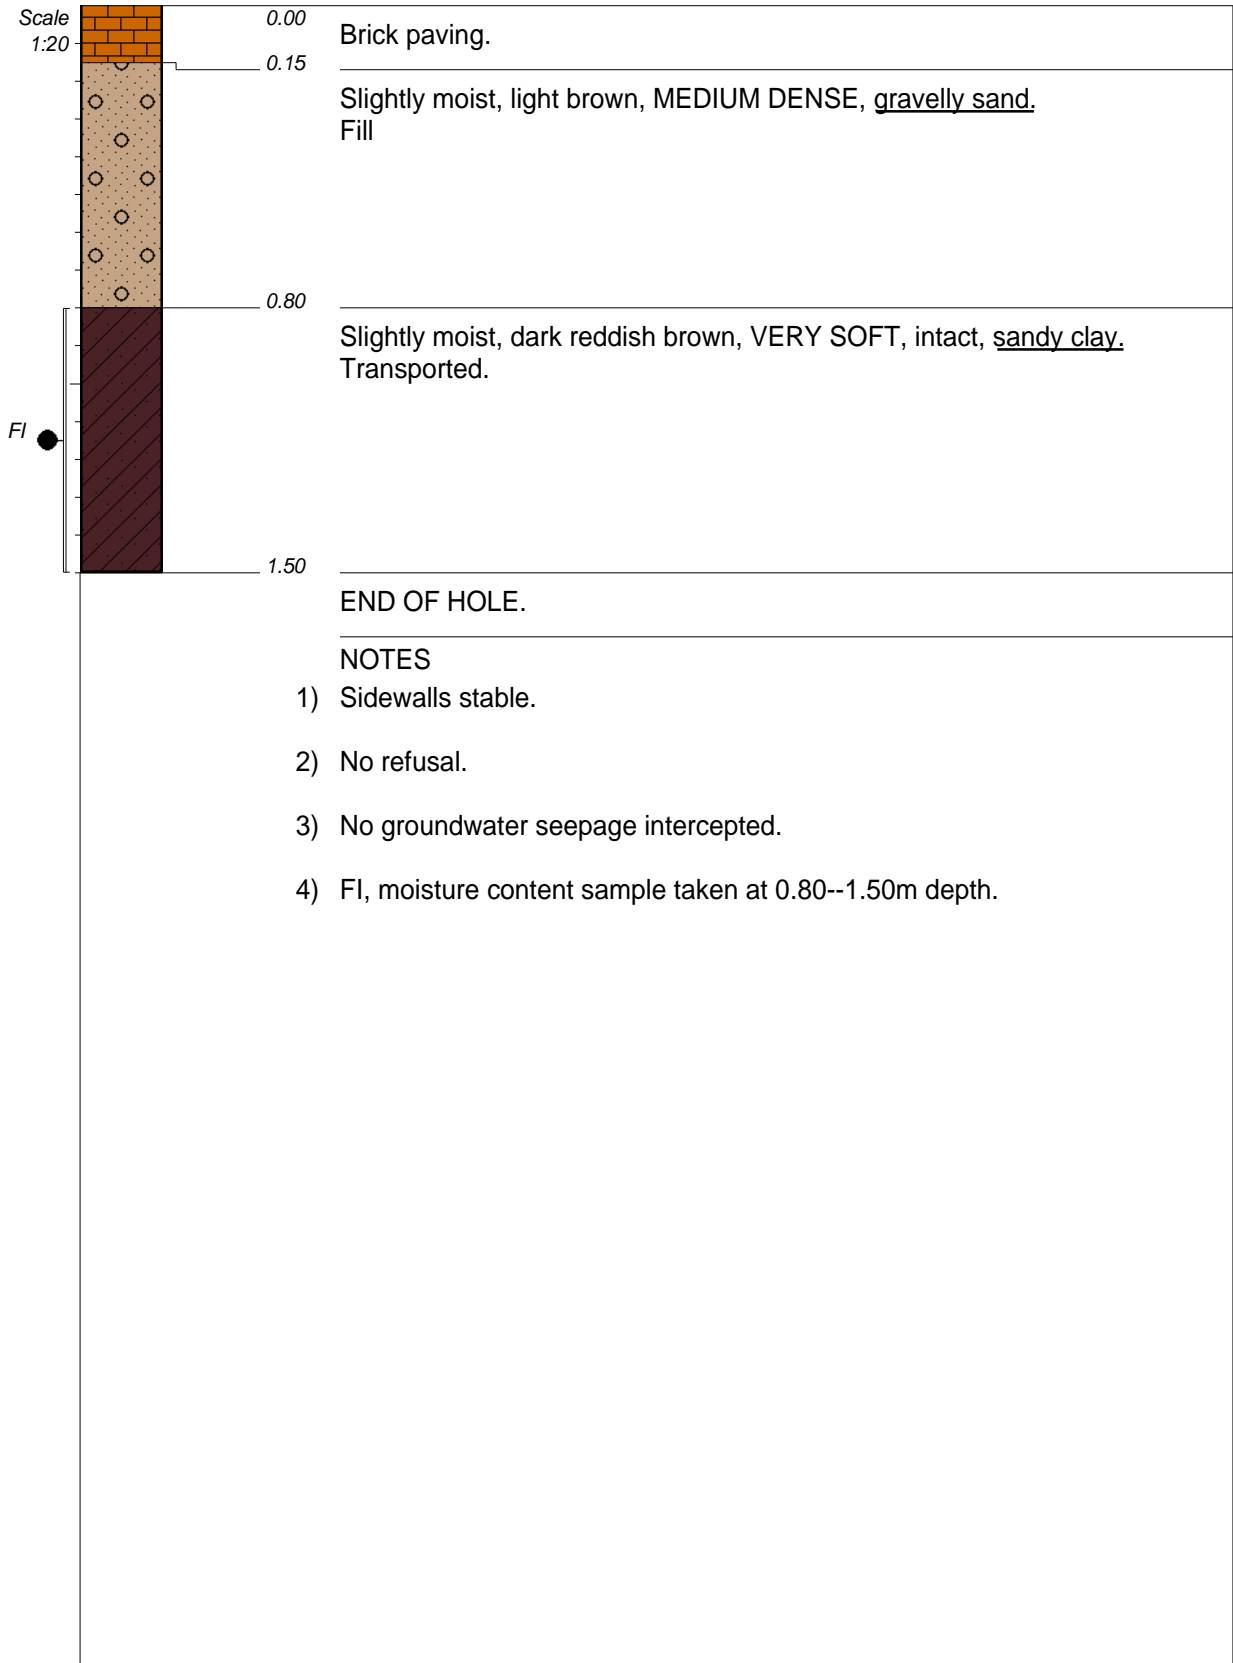 Scale
1:20
0.00
Brick paving.
0.15
Slightly moist, light brown, MEDIUM DENSE, gravelly sand.
Fill
0.80
Slightly moist, dark reddish brown, VERY SOFT, intact, sandy clay.
Transported.
FI
1.50
END OF HOLE.
NOTES
1) Sidewalls stable.
2) No refusal.
3) No groundwater seepage intercepted.
4) FI, moisture content sample taken at 0.80--1.50m depth.